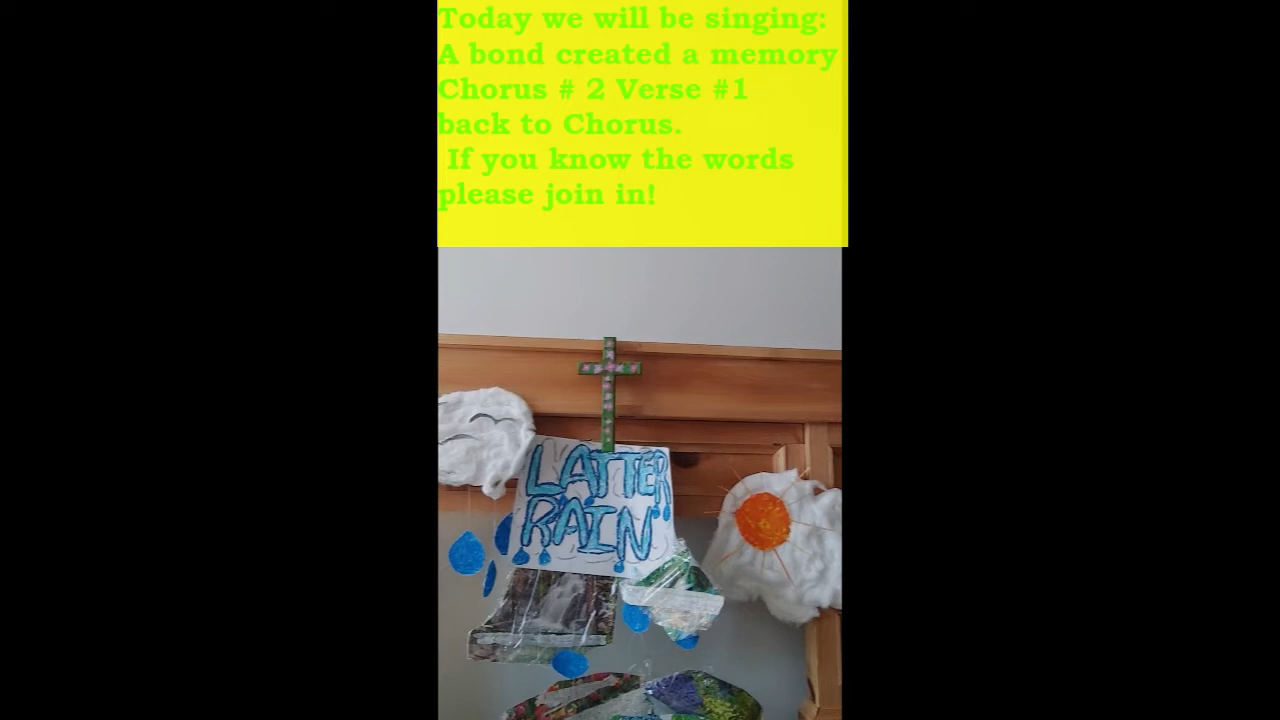 Today we will be singing:
A bond created a memory
Chorus # 2 Verse #1
back to Chorus.
If you know the words
please join in!
LATTER
RAIN